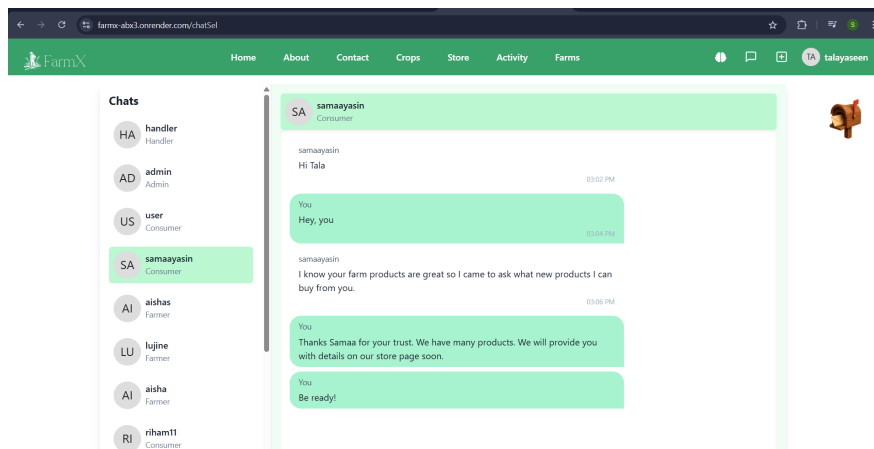 farmx-abx3.onrender.com/chatSel
S
FarmX
Home
About
Contact
Crops
Store
Activity
Farms
TA
talayaseen
Chats
HA
handler
Handler
AD
admin
Admin
US
user
Consumer
SA
samaayasin
Consumer
AI
aishas
Farmer
LU
lujine
Farmer
AI
aisha
Farmer
RI
riham11
Consumer
SA
samaayasin
Consumer
samaayasin
Hi Tala
03:02 PM
You
Hey, you
03:04 PM
samaayasin
I know your farm products are great so I came to ask what new products I can
buy from you.
03:06 PM
You
Thanks Samaa for your trust. We have many products. We will provide you
with details on our store page soon.
You
Be ready!